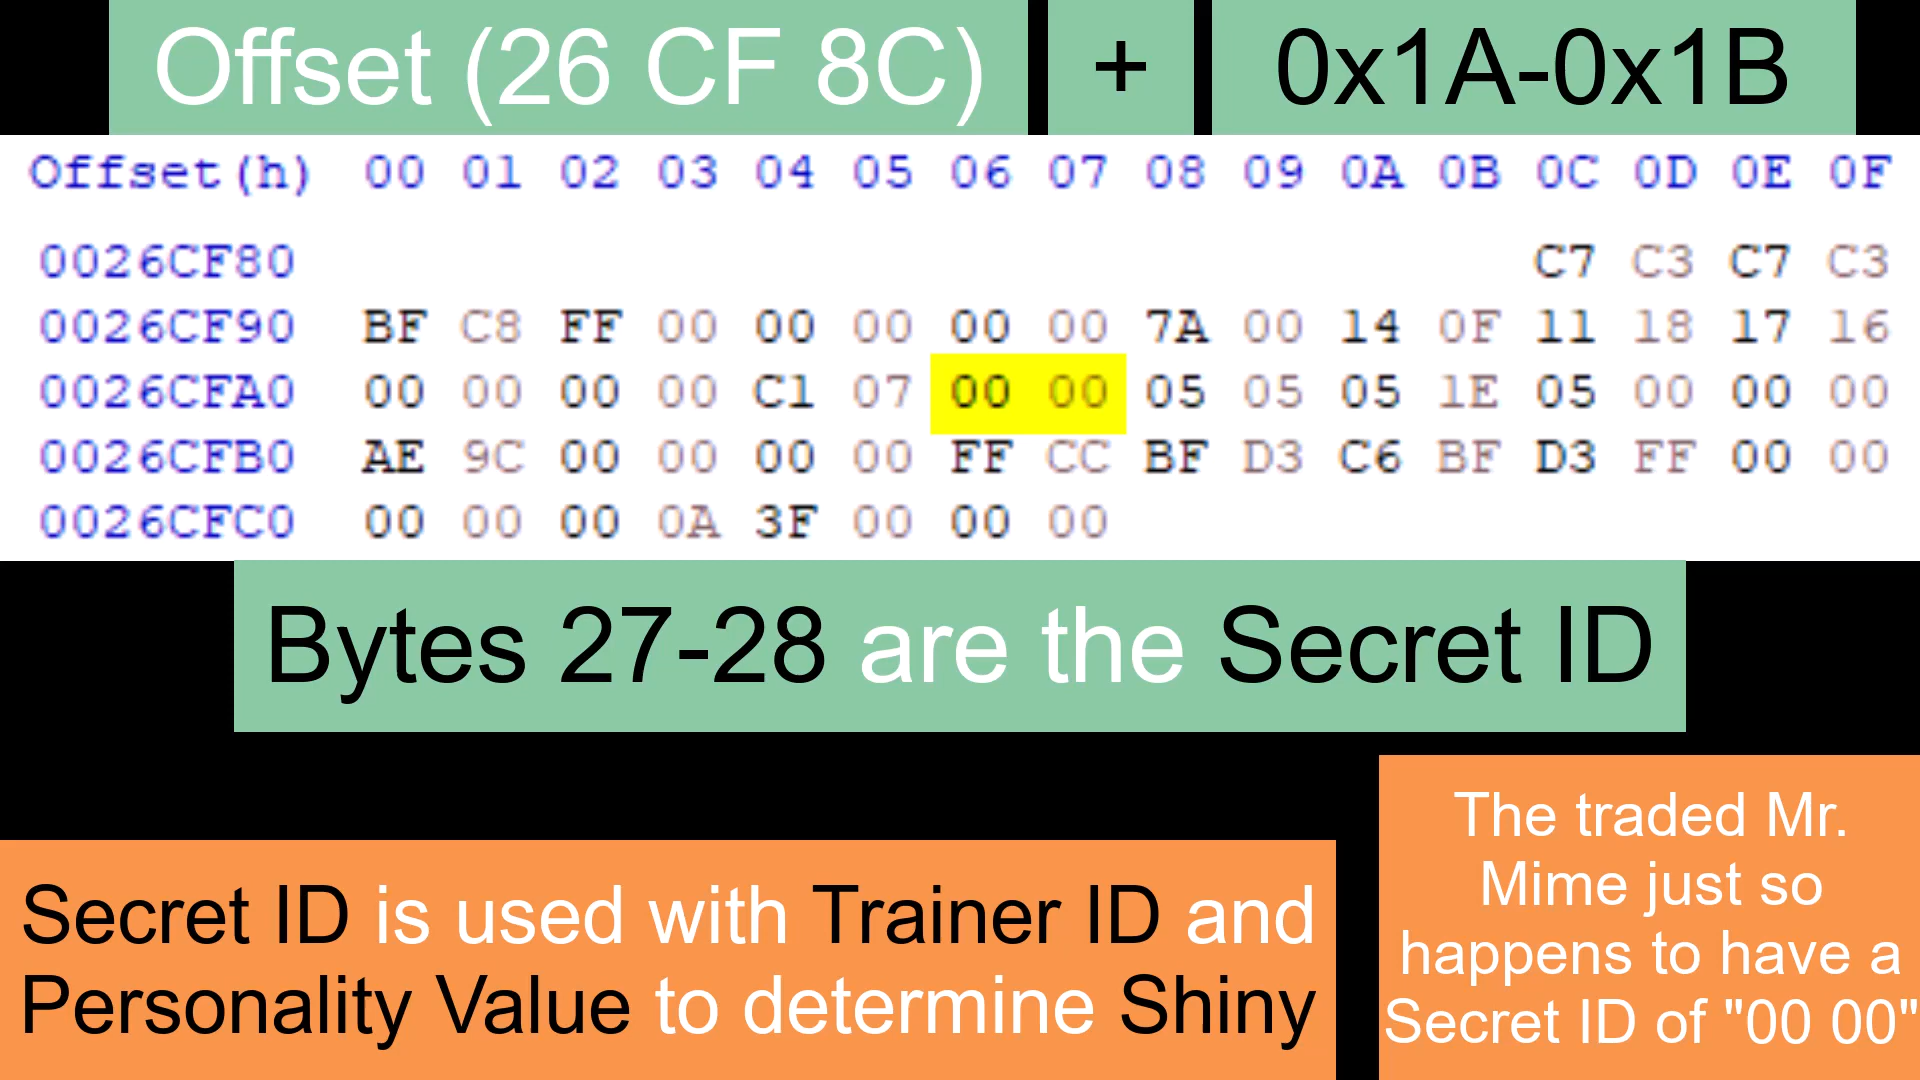 Offset (26 CF 8C) + 0x1A-0x1B
Offset(h) 00 01 02 03 04 05 06 07 08 09 0A 0B 0C 0D 0E 0F
0026CF80 C7 C3 C7 C3
0026CF90 BF C8 FF 00 00 00 00 00 7A 00 14 0F 11 18 17 16
0026CFA0 00 00 00 00 C1 07 00 00 05 05 05 1E 05 00 00 00
0026CFB0 AE 9C 00 00 00 00 FF CC BF D3 C6 BF D3 FF 00 00
0026CFC0 00 00 00 0A 3F 00 00 00
Bytes 27-28 are the Secret ID
Secret ID is used with Trainer ID and
Personality Value to determine Shiny
The traded Mr.
Mime just so
happens to have a
Secret ID of "00 00"